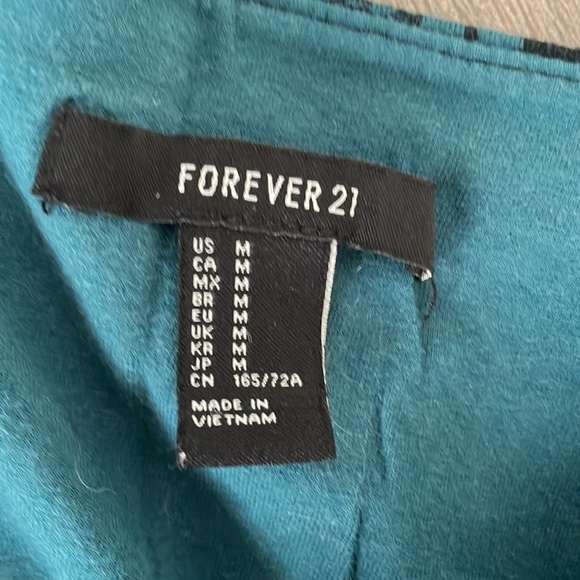 FOREVER 21
US M
CA M
MX M
BR M
EU M
UK M
KR M
JP M
CN 165/72A
MADE IN
VIETNAM